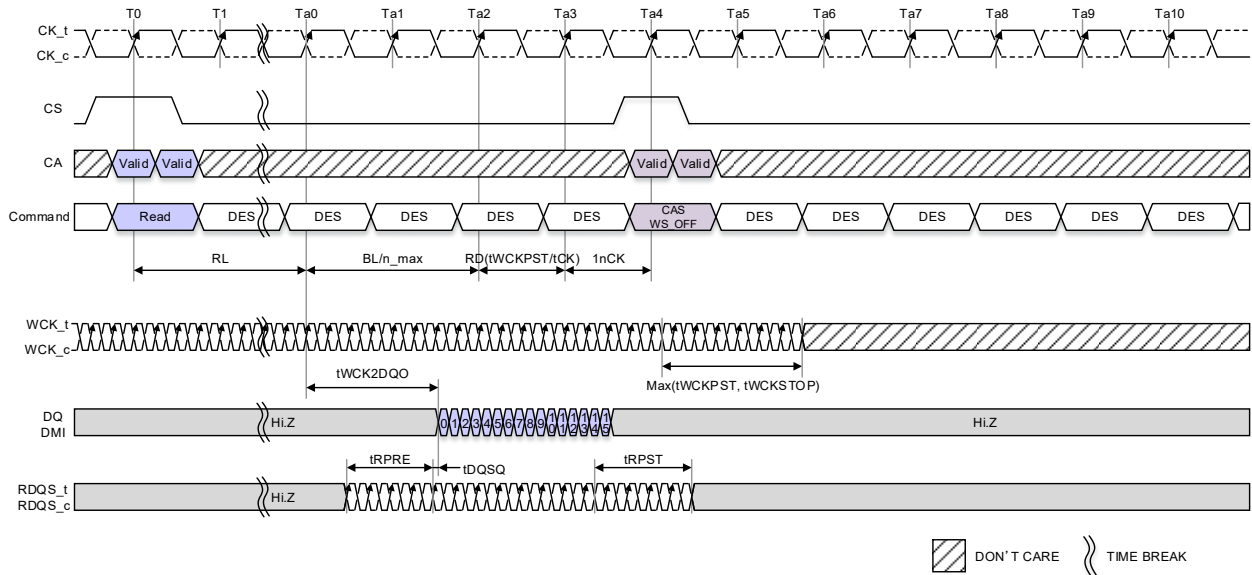 T0 T1 Ta0 Ta1 Ta2 Ta3 Ta4 Ta5 Ta6 Ta7 Ta8 Ta9 Ta10
CK_t
CK_c
CS
CA Valid Valid Valid Valid
Command Read DES DES DES DES DES CAS WS_OFF DES DES DES DES DES DES
RL BL/n_max RD(tWCKPST/tCK) 1nCK
WCK_t
WCK_c
tWCK2DQO Max(tWCKPST, tWCKSTOP)
DQ
DMI
Hi.Z 0 1 2 3 4 5 6 7 8 9 10 11 12 13 14 15 Hi.Z
tRPRE tDQSQ tRPST
RDQS_t
RDQS_c
Hi.Z
DON'T CARE TIME BREAK